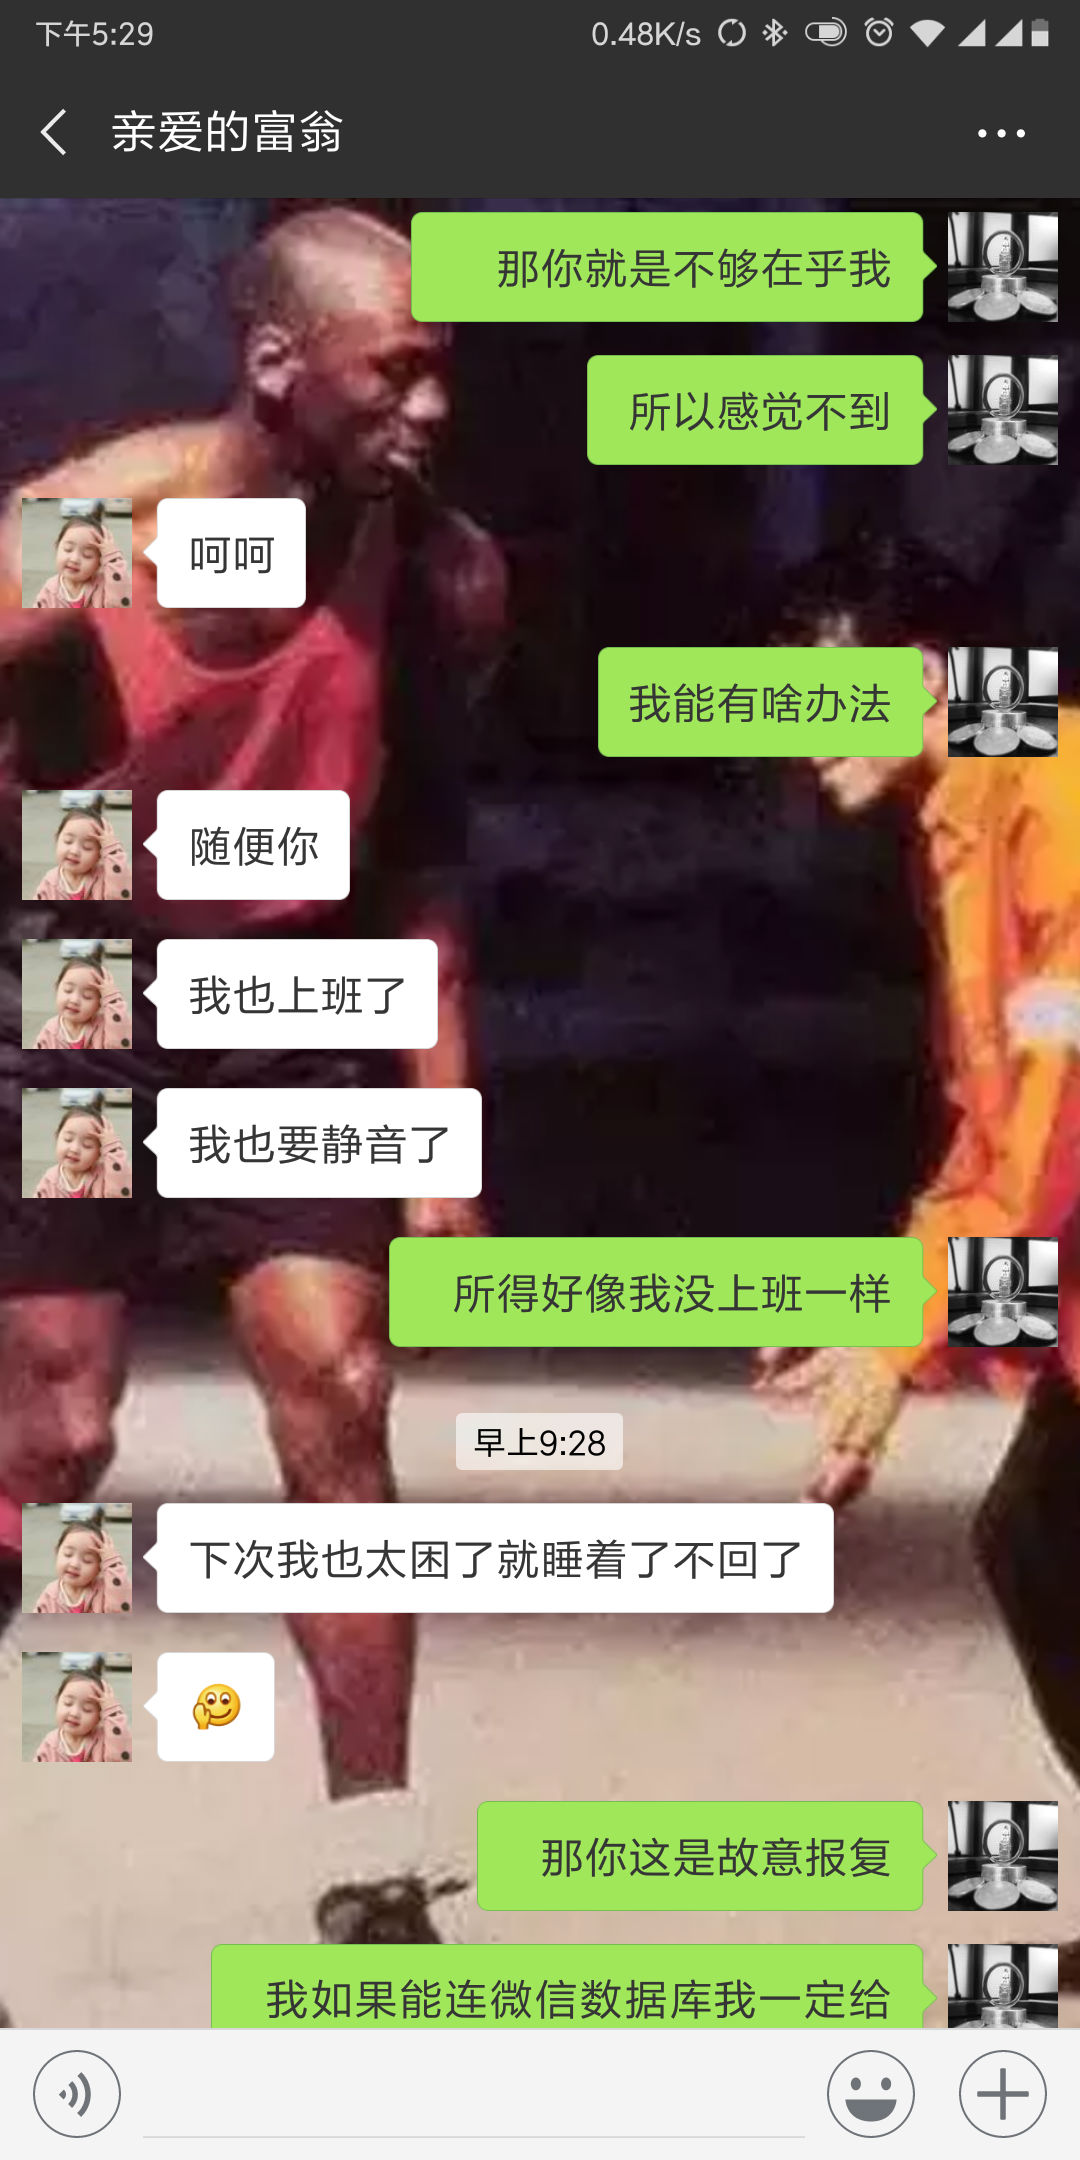 下午5:29
0.48K/s
亲爱的富翁
那你就是不够在乎我
所以感觉不到
呵呵
我能有啥办法
随便你
我也上班了
我也要静音了
所得好像我没上班一样
早上9:28
下次我也太困了就睡着了不回了
那你这是故意报复
我如果能连微信数据库我一定给